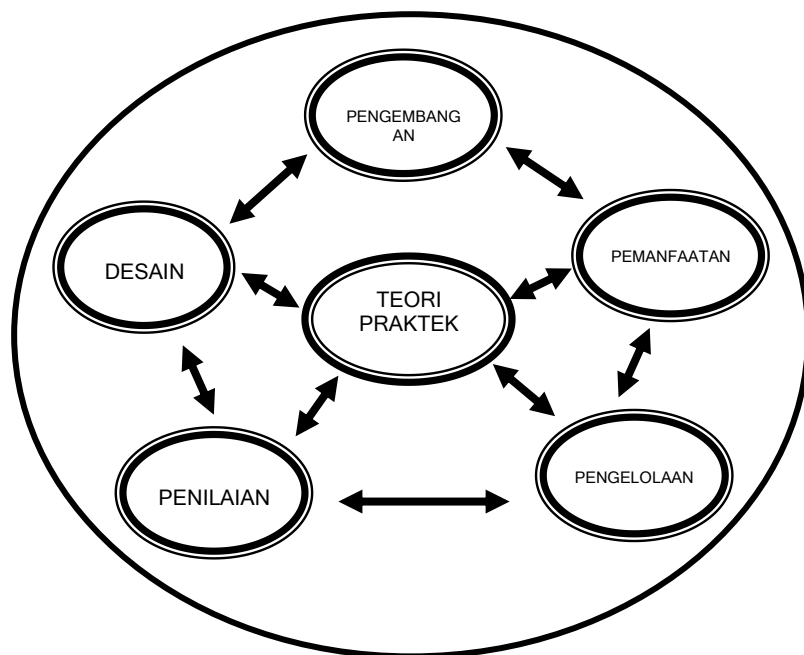 PENGEMBANG
AN
DESAIN
PEMANFAATAN
TEORI
PRAKTEK
PENILAIAN
PENGELOLAAN